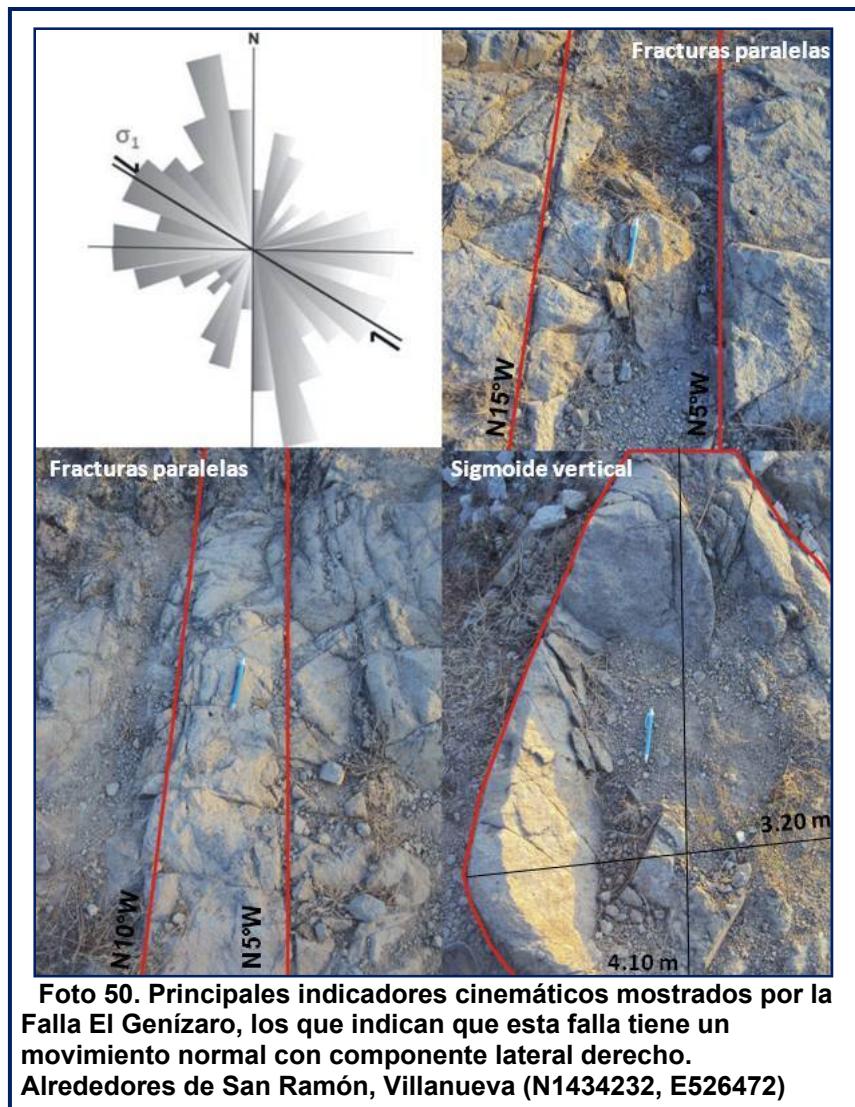 N
σ1
Fracturas paralelas
N15°W
N5°W
Fracturas paralelas
N10°W
N5°W
Sigmoide vertical
3.20 m
4.10 m
Foto 50. Principales indicadores cinemáticos mostrados por la
Falla El Genízaro, los que indican que esta falla tiene un
movimiento normal con componente lateral derecho.
Alrededores de San Ramón, Villanueva (N1434232, E526472)